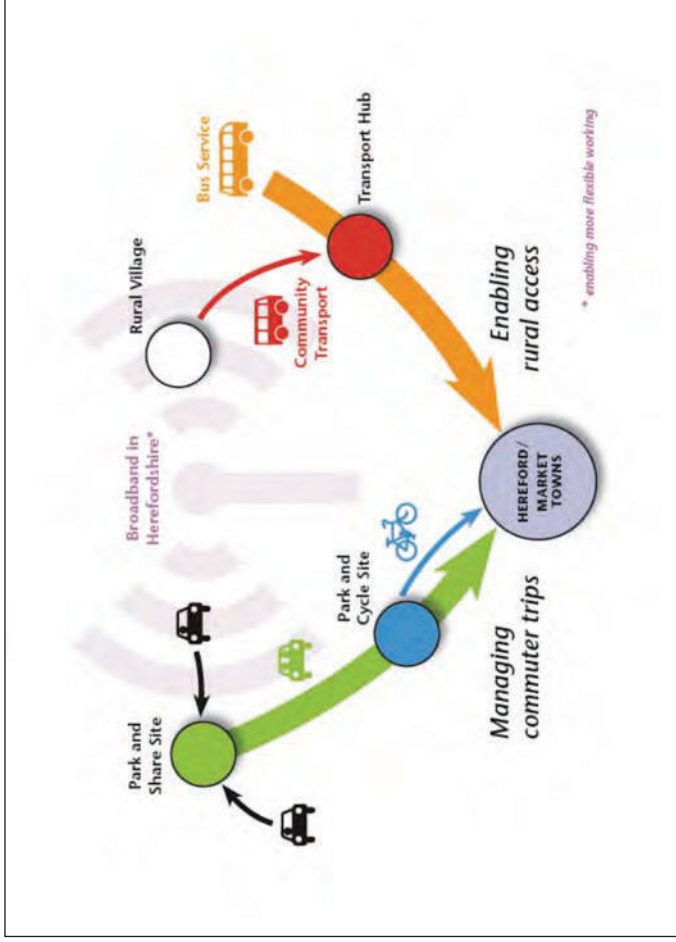 Broadband in
Herefordshire*
Rural Village
Bus Service
Park and
Share Site
Community
Transport
Transport Hub
Park and
Cycle Site
HEREFORD/
MARKET
TOWNS
Managing
commuter trips
Enabling
rural access
* enabling more flexible working